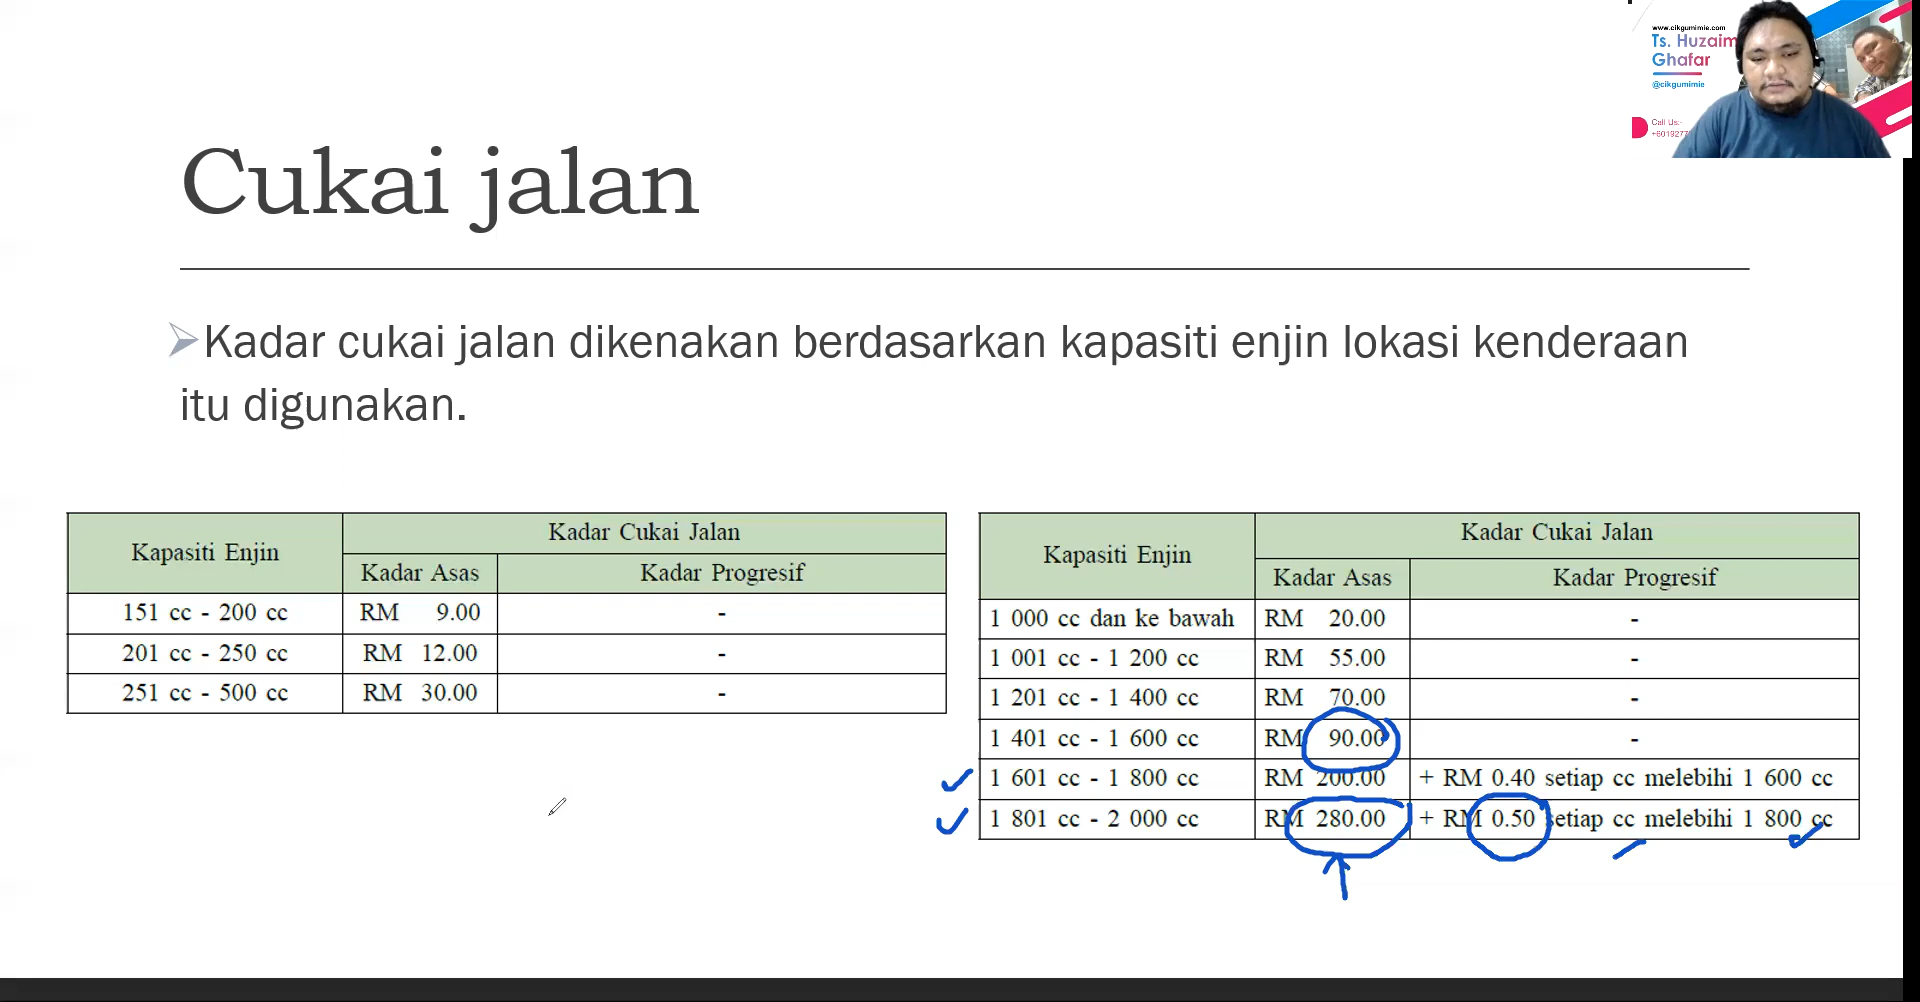 www.cikgumimie.com
Ts. Huzaim
Ghafar
@cikgumimie
Call Us:-
Cukai jalan
Kadar cukai jalan dikenakan berdasarkan kapasiti enjin lokasi kenderaan
itu digunakan.
Kapasiti Enjin
Kadar Cukai Jalan
Kadar Asas Kadar Progresif
151 cc - 200 cc RM 9.00 -
201 cc - 250 cc RM 12.00 -
251 cc - 500 cc RM 30.00 -
Kapasiti Enjin
Kadar Cukai Jalan
Kadar Asas Kadar Progresif
1 000 cc dan ke bawah RM 20.00 -
1 001 cc - 1 200 cc RM 55.00 -
1 201 cc - 1 400 cc RM 70.00 -
1 401 cc - 1 600 cc RM 90.00 -
1 601 cc - 1 800 cc RM 200.00 + RM 0.40 setiap cc melebihi 1 600 cc
1 801 cc - 2 000 cc RM 280.00 + RM 0.50 setiap cc melebihi 1 800 cc